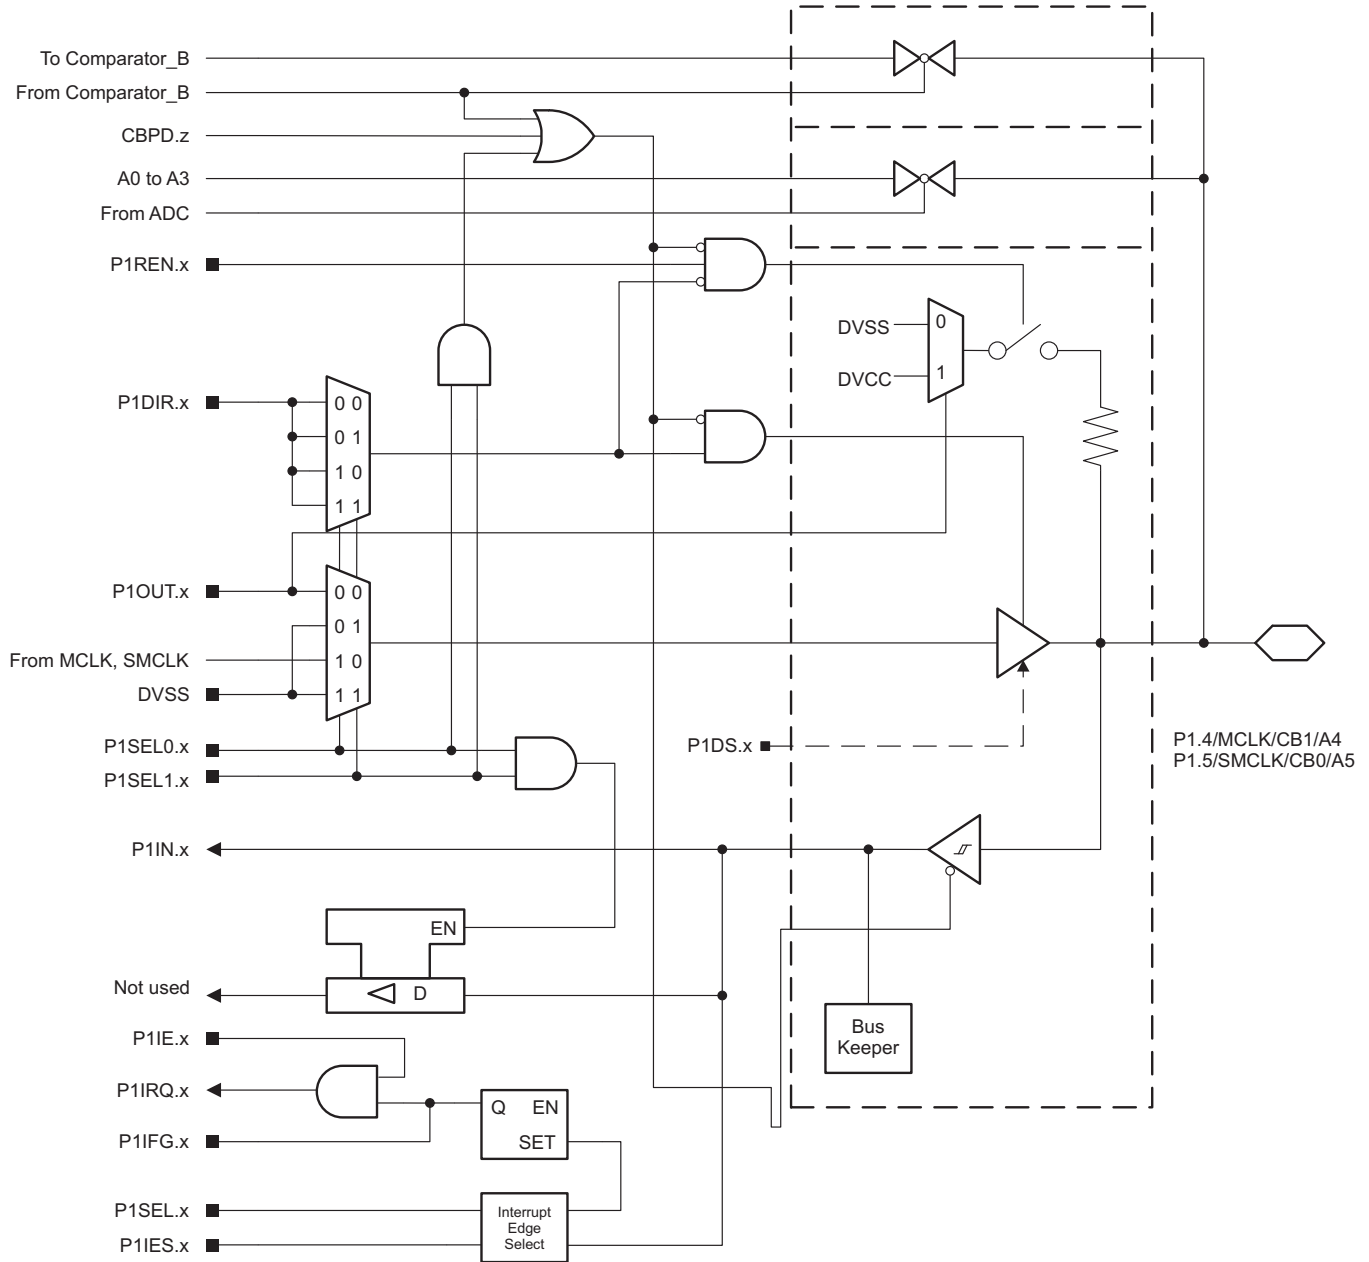 To Comparator_B
From Comparator_B
CBPD.z
A0 to A3
From ADC
P1REN.x
DVSS
0
DVCC
1
P1DIR.x
0 0
0 1
1 0
1 1
P1OUT.x
0 0
0 1
From MCLK, SMCLK
1 0
DVSS
1 1
P1SEL0.x
P1DS.x
P1.4/MCLK/CB1/A4
P1.5/SMCLK/CB0/A5
P1SEL1.x
P1IN.x
EN
Not used
D
Bus
Keeper
P1IE.x
P1IRQ.x
Q EN
SET
P1IFG.x
P1SEL.x
P1IES.x
Interrupt
Edge
Select